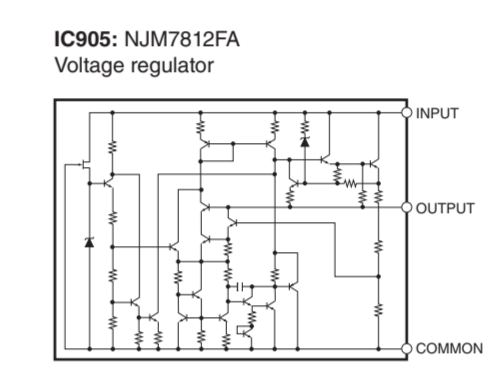 IC905: NJM7812FA
Voltage regulator
INPUT
OUTPUT
COMMON